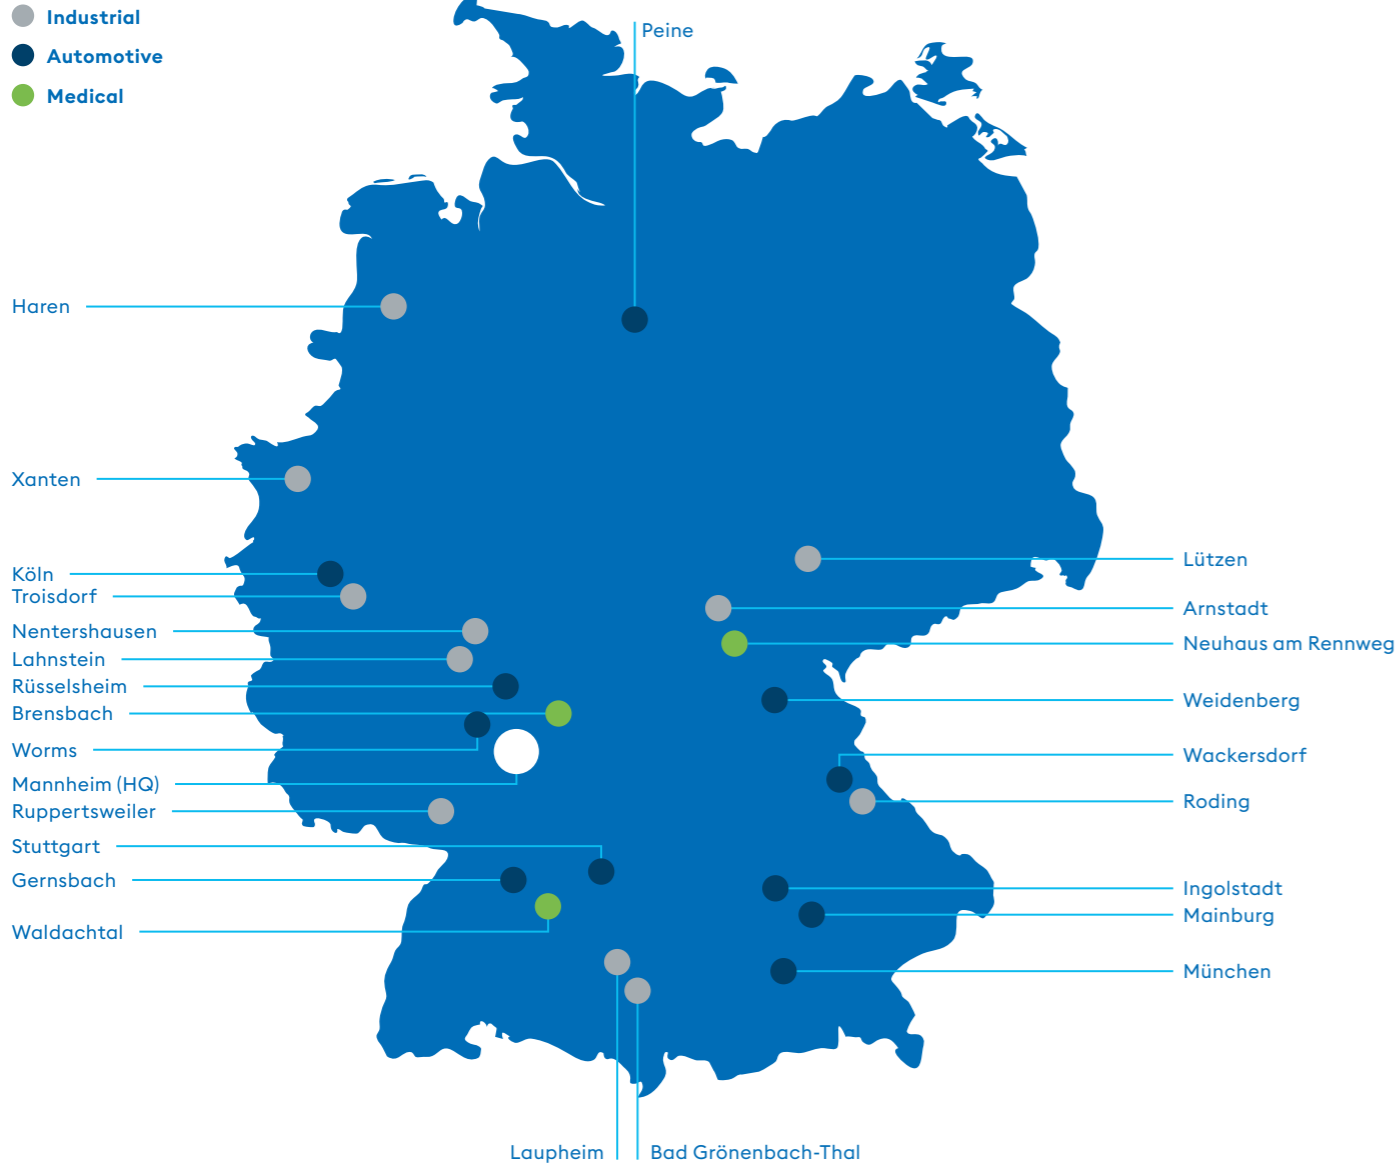 Industrial
Automotive
Medical
Peine
Haren
Xanten
Köln
Troisdorf
Nentershausen
Lahnstein
Rüsselsheim
Brensbach
Worms
Mannheim (HQ)
Ruppertsweiler
Stuttgart
Gernsbach
Waldachtal
Lützen
Arnstadt
Neuhaus am Rennweg
Weidenberg
Wackersdorf
Roding
Ingolstadt
Mainburg
München
Laupheim
Bad Grönenbach-Thal